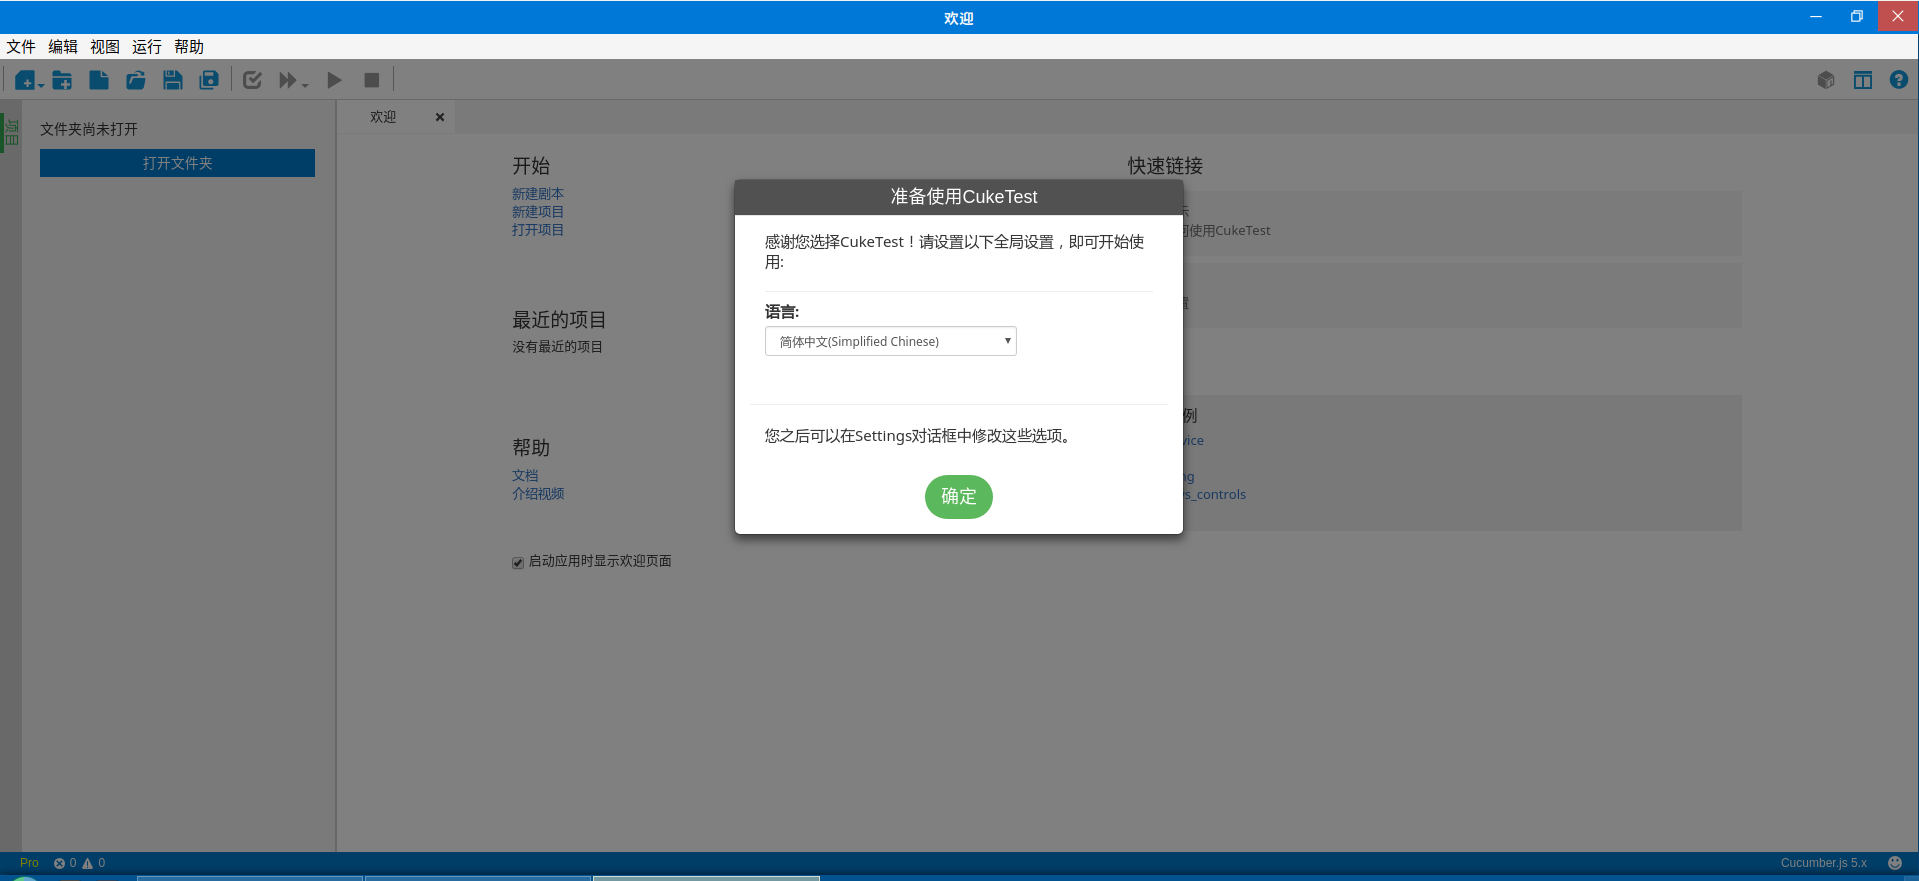 欢迎
文件 编辑 视图 运行 帮助
项目
文件夹尚未打开
打开文件夹
欢迎
开始
新建剧本
新建项目
打开项目
最近的项目
没有最近的项目
帮助
文档
介绍视频
启动应用时显示欢迎页面
快速链接
使用CukeTest
例
vice
s_controls
准备使用CukeTest
感谢您选择CukeTest！请设置以下全局设置，即可开始使
用:
语言:
简体中文(Simplified Chinese)
您之后可以在Settings对话框中修改这些选项。
确定
Pro 0 0
Cucumber.js 5.x